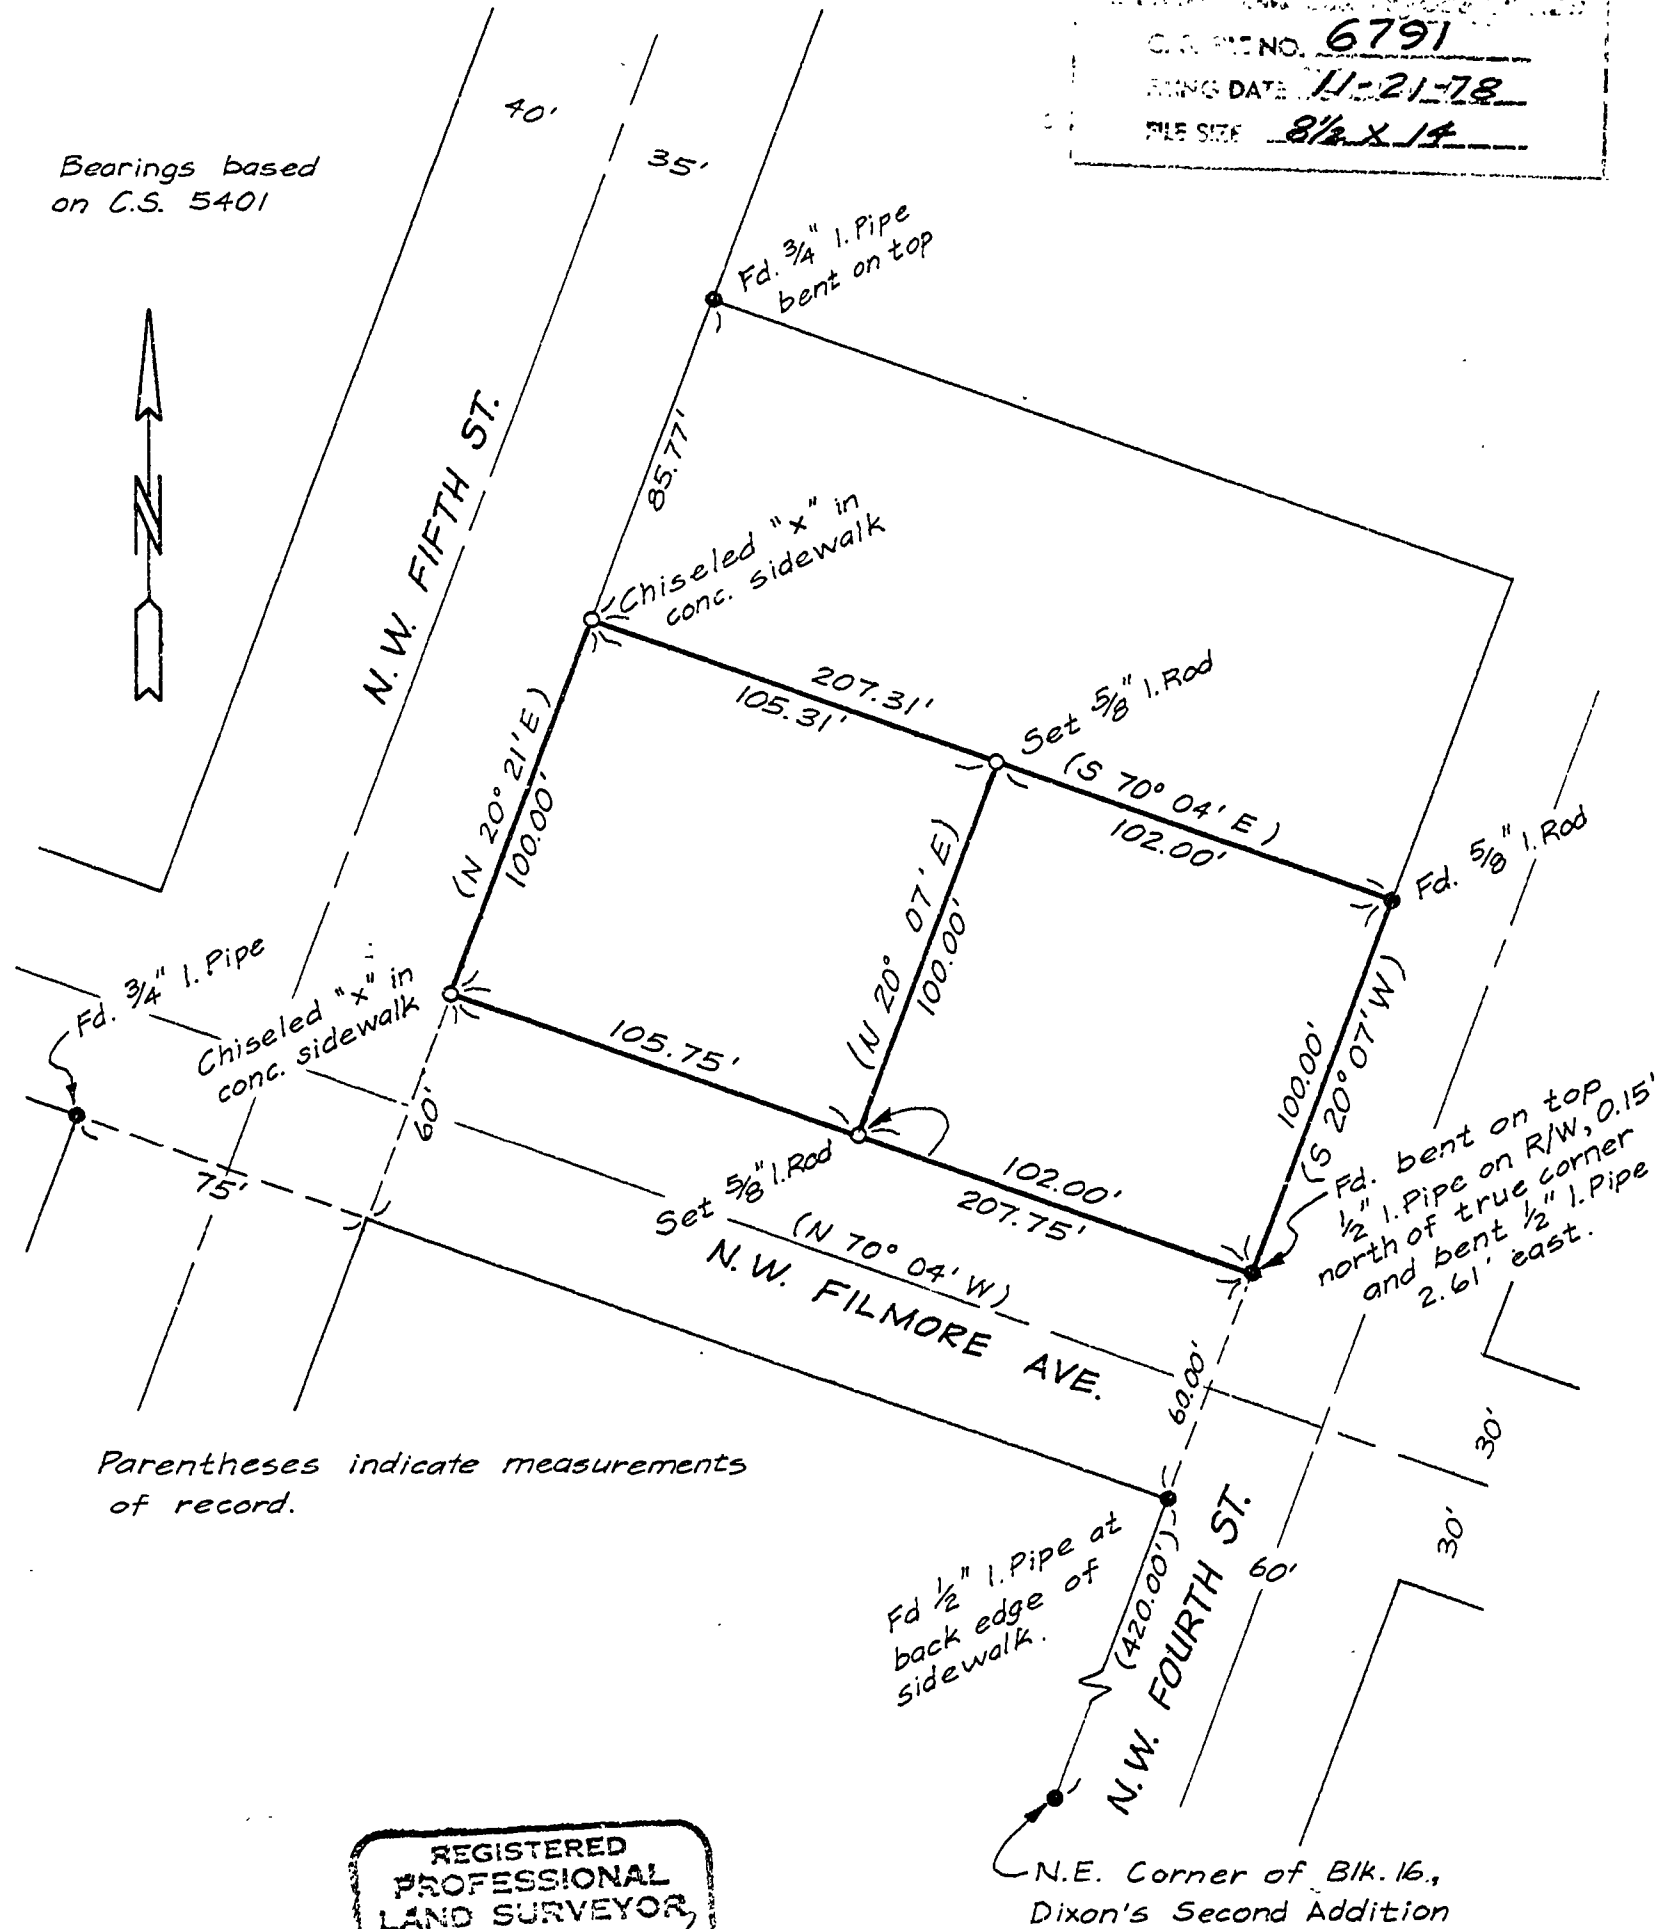 NO. 6791
DATE 11-21-78
FILE SIZE 8½ X 14
40'
35'
Bearings based
on C.S. 5401
Fd. ¾" I. Pipe
bent on top
N
N.W. FIFTH ST.
85.77'
Chiseled "x" in
conc. sidewalk
207.31'
105.31'
Set 5/8" I. Rod
(S 70° 04' E)
102.00'
(N 20° 21' E)
100.00'
(N 20° 07' E)
100.00'
Fd. 5/8" I. Rod
Fd. ¾" I. Pipe
Chiseled "x" in
conc. sidewalk
105.75'
100.00'
(S 20° 07' W)
60'
75'
Set 5/8" I. Rod
102.00'
207.75'
(N 70° 04' W)
N.W. FILMORE AVE.
Fd. bent on top
½" I. Pipe on R/W, 0.15'
north of true corner
and bent ½" I. Pipe
2.61' east.
60.00'
30'
30'
Parentheses indicate measurements
of record.
Fd ½" I. Pipe at
back edge of
sidewalk.
(420.00')
N.W. FOURTH ST.
60'
N.E. Corner of Blk. 16.,
Dixon's Second Addition
REGISTERED
PROFESSIONAL
LAND SURVEYOR